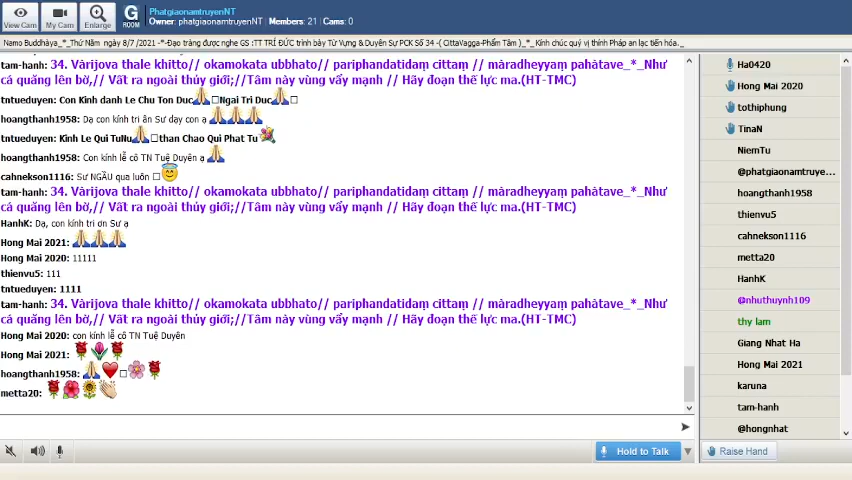 PhatgiaonamtruyenNT
Owner: phatgiaonamtruyenNT | Members: 21 | Cams: 0
View Cam
My Cam
Enlarge
G
ROOM
Namo Buddhàya_*_Thứ Năm ngày 8/7 /2021 -*-Đạo tràng được nghe GS :TT TRÍ ĐỨC trình bày Từ Vựng & Duyên Sự PCK Số 34 -( CittaVagga-Phẩm Tâm )_*_ Kính chúc quý vị thính Pháp an lạc tiến hóa._
tam-hanh: 34. Vàrijova thale khitto// okamokata ubbhato// pariphandatidaṃ cittaṃ // màradheyyaṃ pahàtave_*_Như
cá quăng lên bờ,// Vất ra ngoài thủy giới;//Tâm này vùng vẫy mạnh // Hãy đoạn thế lực ma.(HT-TMC)
tntueduyen: Con Kinh danh Le Chu Ton Duc Ngai Tri Duc
hoangthanh1958: Dạ con kính tri ân Sư dạy con ạ
tntueduyen: Kinh Le Qui TuNu than Chao Qui Phat Tu
hoangthanh1958: Con kính lễ cô TN Tuệ Duyên ạ
cahnekson1116: Sư NGẦU qua luôn
tam-hanh: 34. Vàrijova thale khitto// okamokata ubbhato// pariphandatidaṃ cittaṃ // màradheyyaṃ pahàtave_*_Như
cá quăng lên bờ,// Vất ra ngoài thủy giới;//Tâm này vùng vẫy mạnh // Hãy đoạn thế lực ma.(HT-TMC)
HanhK: Dạ, con kính tri ơn Sư ạ
Hong Mai 2021:
Hong Mai 2020: 11111
thienvu5: 111
tntueduyen: 1111
tam-hanh: 34. Vàrijova thale khitto// okamokata ubbhato// pariphandatidaṃ cittaṃ // màradheyyaṃ pahàtave_*_Như
cá quăng lên bờ,// Vất ra ngoài thủy giới;//Tâm này vùng vẫy mạnh // Hãy đoạn thế lực ma.(HT-TMC)
Hong Mai 2020: con kính lễ cô TN Tuệ Duyên
Hong Mai 2021:
hoangthanh1958:
metta20:
Hold to Talk
Ha0420
Hong Mai 2020
tothiphung
TinaN
NiemTu
@phatgiaonamtruye...
hoangthanh1958
thienvu5
cahnekson1116
metta20
HanhK
@nhuthuynh109
thy lam
Giang Nhat Ha
Hong Mai 2021
karuna
tam-hanh
@hongnhat
Raise Hand